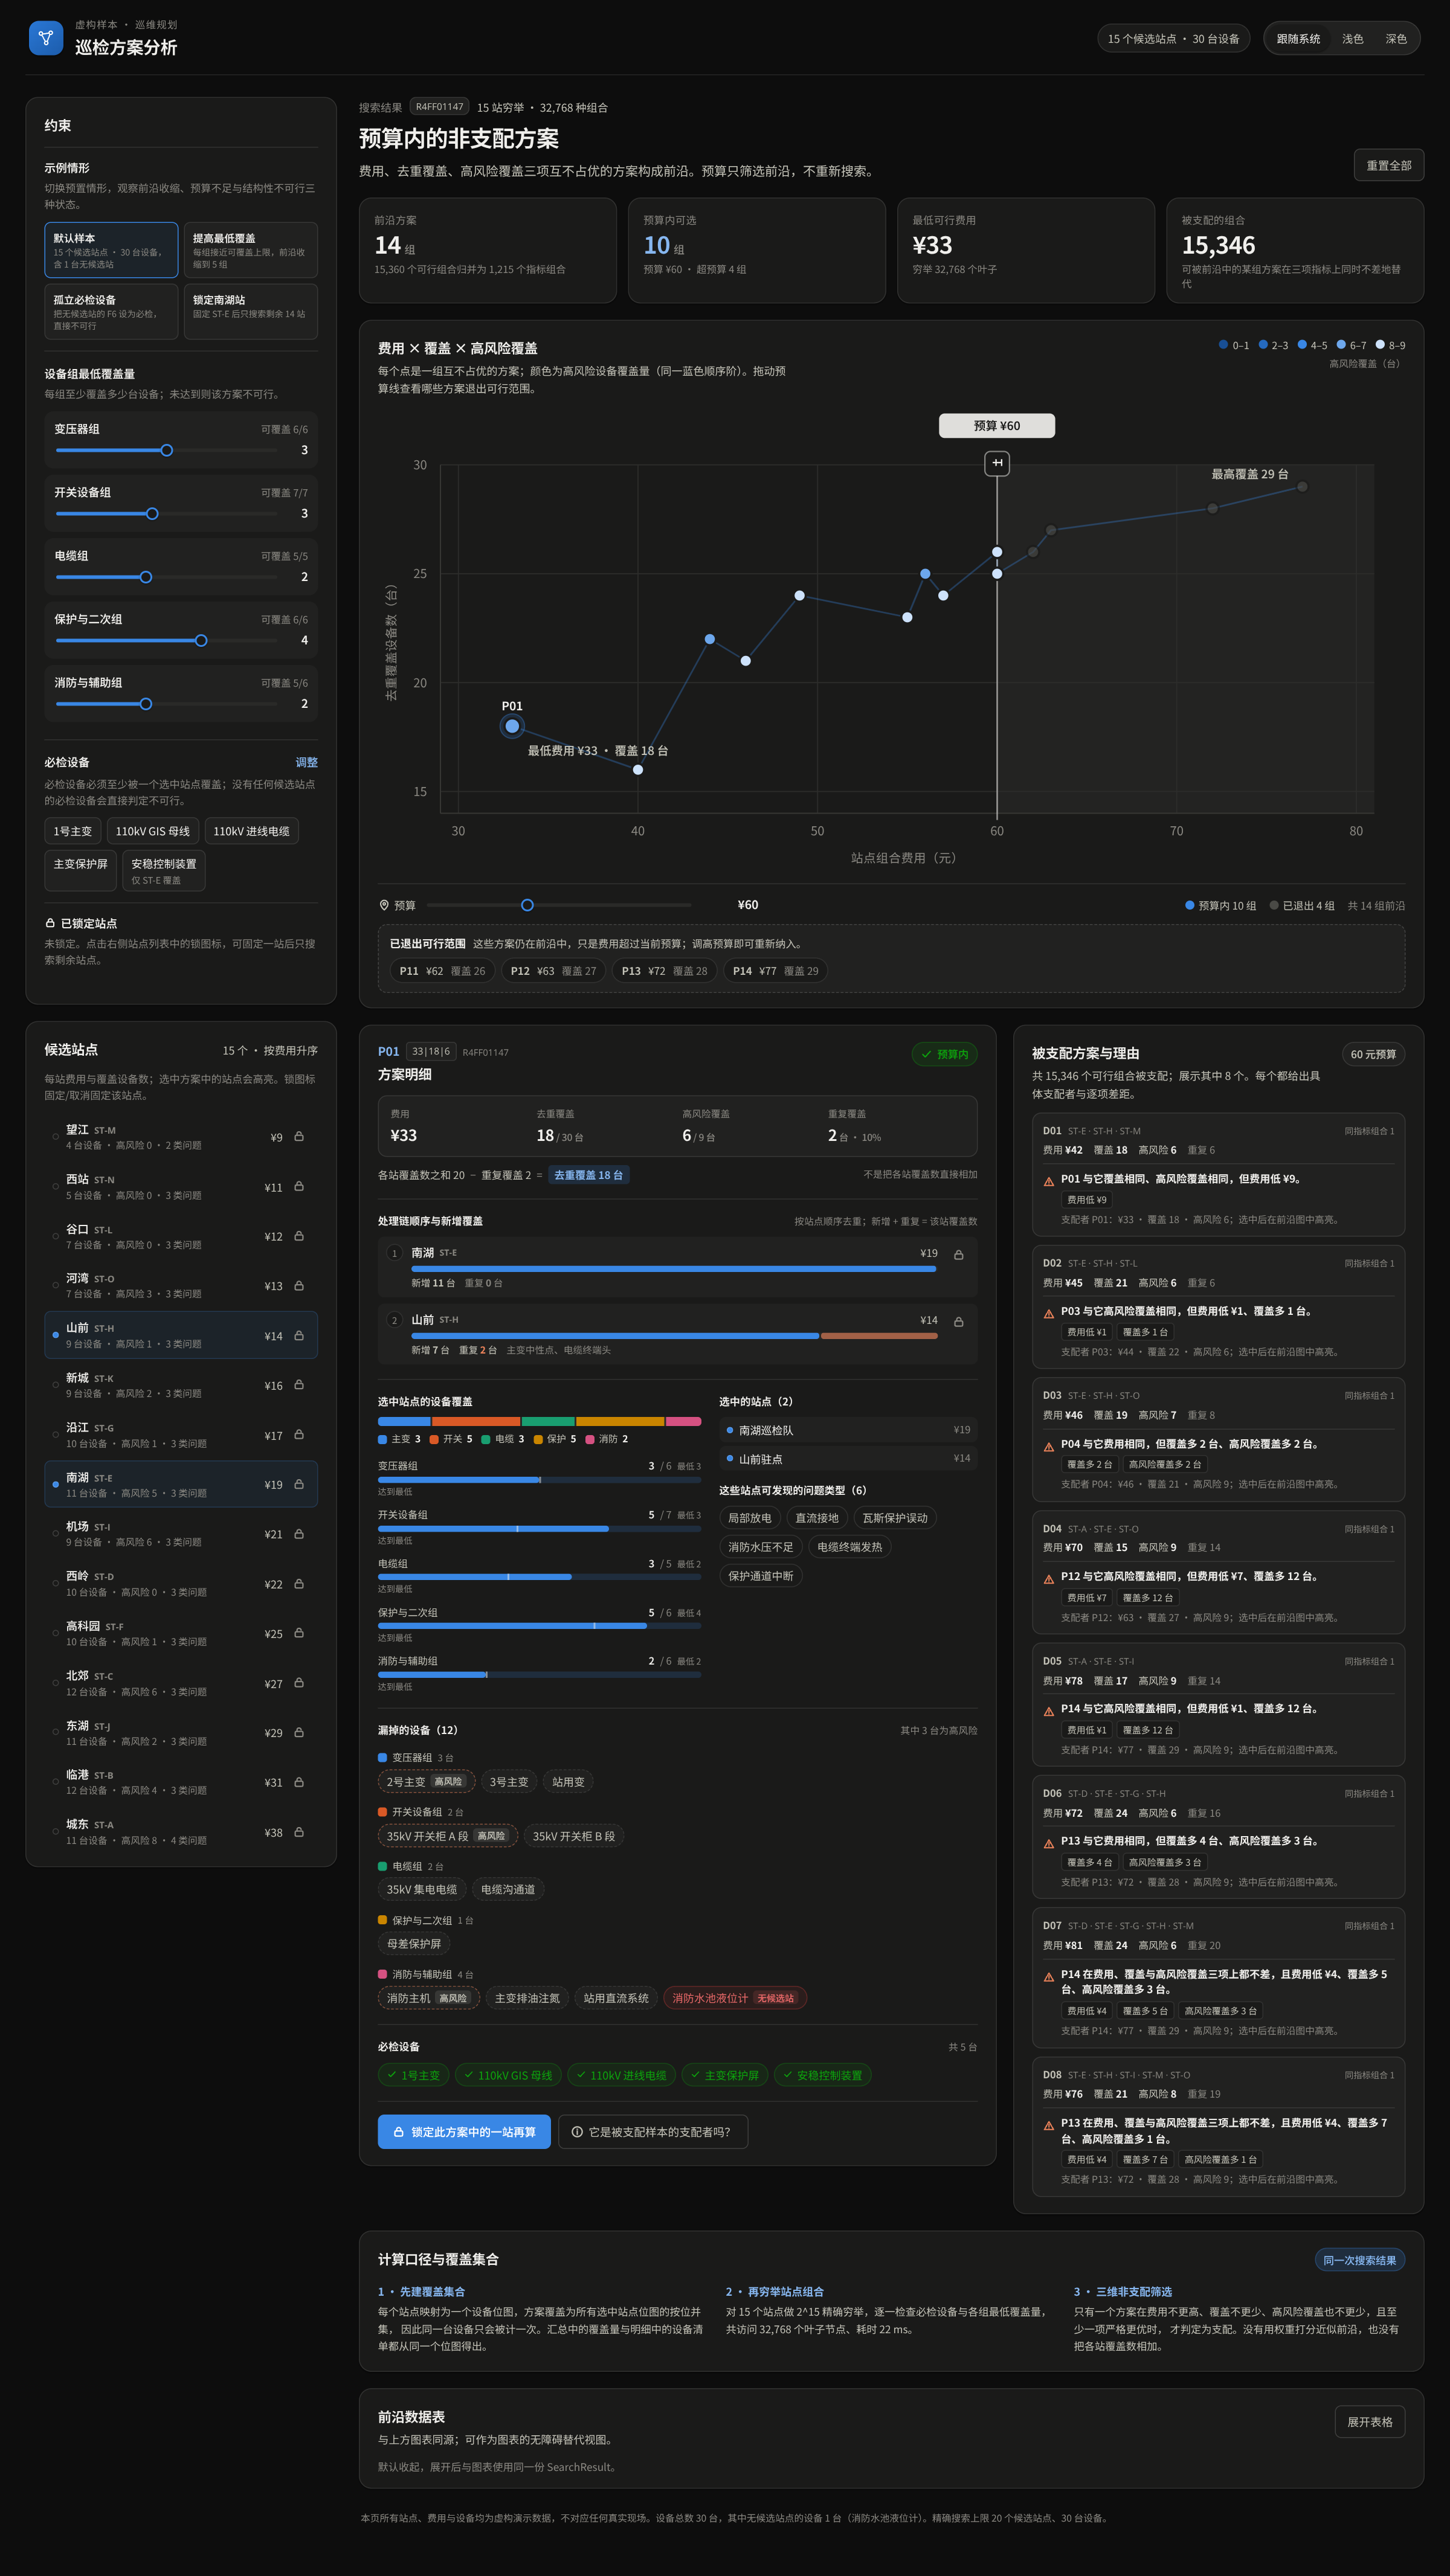 虚构样本 · 巡维规划
巡检方案分析
15 个候选站点 · 30 台设备
跟随系统 浅色 深色
约束
示例情形
切换预置情形，观察前沿收缩、预算不足与结构性不可行三
种状态。
默认样本
15 个候选站点 · 30 台设备，
含 1 台无候选站
提高最低覆盖
每组接近可覆盖上限，前沿收
缩到 5 组
孤立必检设备
把无候选站的 F6 设为必检，
直接不可行
锁定南湖站
固定 ST-E 后只搜索剩余 14 站
设备组最低覆盖量
每组至少覆盖多少台设备；未达到则该方案不可行。
变压器组 可覆盖 6/6
3
开关设备组 可覆盖 7/7
3
电缆组 可覆盖 5/5
2
保护与二次组 可覆盖 6/6
4
消防与辅助组 可覆盖 5/6
2
必检设备 调整
必检设备必须至少被一个选中站点覆盖；没有任何候选站点
的必检设备会直接判定不可行。
1号主变 110kV GIS 母线 110kV 进线电缆
主变保护屏 安稳控制装置
仅 ST-E 覆盖
已锁定站点
未锁定。点击右侧站点列表中的锁图标，可固定一站后只搜
索剩余站点。
候选站点 15 个 · 按费用升序
每站费用与覆盖设备数；选中方案中的站点会高亮。锁图标
固定/取消固定该站点。
望江 ST-M ¥9
4 台设备 · 高风险 0 · 2 类问题
西站 ST-N ¥11
5 台设备 · 高风险 0 · 3 类问题
谷口 ST-L ¥12
7 台设备 · 高风险 0 · 3 类问题
河湾 ST-O ¥13
7 台设备 · 高风险 3 · 3 类问题
山前 ST-H ¥14
9 台设备 · 高风险 1 · 3 类问题
新城 ST-K ¥16
9 台设备 · 高风险 2 · 3 类问题
沿江 ST-G ¥17
10 台设备 · 高风险 1 · 3 类问题
南湖 ST-E ¥19
11 台设备 · 高风险 5 · 3 类问题
机场 ST-I ¥21
9 台设备 · 高风险 6 · 3 类问题
西岭 ST-D ¥22
10 台设备 · 高风险 0 · 3 类问题
高科园 ST-F ¥25
10 台设备 · 高风险 1 · 3 类问题
北郊 ST-C ¥27
12 台设备 · 高风险 6 · 3 类问题
东湖 ST-J ¥29
11 台设备 · 高风险 2 · 3 类问题
临港 ST-B ¥31
12 台设备 · 高风险 4 · 3 类问题
城东 ST-A ¥38
11 台设备 · 高风险 8 · 4 类问题
搜索结果 R4FF01147 15 站穷举 · 32,768 种组合
预算内的非支配方案
费用、去重覆盖、高风险覆盖三项互不占优的方案构成前沿。预算只筛选前沿，不重新搜索。
重置全部
前沿方案
14 组
15,360 个可行组合归并为 1,215 个指标组合
预算内可选
10 组
预算 ¥60 · 超预算 4 组
最低可行费用
¥33
穷举 32,768 个叶子
被支配的组合
15,346
可被前沿中的某组方案在三项指标上同时不差地替
代
费用 × 覆盖 × 高风险覆盖
每个点是一组互不占优的方案；颜色为高风险设备覆盖量（同一蓝色顺序阶）。拖动预
算线查看哪些方案退出可行范围。
0–1 2–3 4–5 6–7 8–9
高风险覆盖（台）
预算 ¥60
最高覆盖 29 台
P01
最低费用 ¥33 · 覆盖 18 台
去重覆盖设备数（台）
30
25
20
15
30 40 50 60 70 80
站点组合费用（元）
预算 ¥60
预算内 10 组 已退出 4 组 共 14 组前沿
已退出可行范围 这些方案仍在前沿中，只是费用超过当前预算；调高预算即可重新纳入。
P11 ¥62 覆盖 26 P12 ¥63 覆盖 27 P13 ¥72 覆盖 28 P14 ¥77 覆盖 29
P01 33|18|6 R4FF01147
方案明细
预算内
费用 去重覆盖 高风险覆盖 重复覆盖
¥33 18 / 30 台 6 / 9 台 2 台 · 10%
各站覆盖数之和 20 − 重复覆盖 2 = 去重覆盖 18 台 不是把各站覆盖数直接相加
处理链顺序与新增覆盖 按站点顺序去重；新增 + 重复 = 该站覆盖数
1 南湖 ST-E ¥19
新增 11 台 重复 0 台
2 山前 ST-H ¥14
新增 7 台 重复 2 台 主变中性点、电缆终端头
选中站点的设备覆盖
主变 3 开关 5 电缆 3 保护 5 消防 2
变压器组 3 / 6 最低 3
达到最低
开关设备组 5 / 7 最低 3
达到最低
电缆组 3 / 5 最低 2
达到最低
保护与二次组 5 / 6 最低 4
达到最低
消防与辅助组 2 / 6 最低 2
达到最低
选中的站点（2）
南湖巡检队 ¥19
山前驻点 ¥14
这些站点可发现的问题类型（6）
局部放电 直流接地 瓦斯保护误动
消防水压不足 电缆终端发热
保护通道中断
漏掉的设备（12） 其中 3 台为高风险
变压器组 3 台
2号主变 高风险 3号主变 站用变
开关设备组 2 台
35kV 开关柜 A 段 高风险 35kV 开关柜 B 段
电缆组 2 台
35kV 集电电缆 电缆沟通道
保护与二次组 1 台
母差保护屏
消防与辅助组 4 台
消防主机 高风险 主变排油注氮 站用直流系统 消防水池液位计 无候选站
必检设备 共 5 台
1号主变 110kV GIS 母线 110kV 进线电缆 主变保护屏 安稳控制装置
锁定此方案中的一站再算 它是被支配样本的支配者吗？
被支配方案与理由 60 元预算
共 15,346 个可行组合被支配；展示其中 8 个。每个都给出具
体支配者与逐项差距。
D01 ST-E · ST-H · ST-M 同指标组合 1
费用 ¥42 覆盖 18 高风险 6 重复 6
P01 与它覆盖相同、高风险覆盖相同，但费用低 ¥9。
费用低 ¥9
支配者 P01：¥33 · 覆盖 18 · 高风险 6；选中后在前沿图中高亮。
D02 ST-E · ST-H · ST-L 同指标组合 1
费用 ¥45 覆盖 21 高风险 6 重复 6
P03 与它高风险覆盖相同，但费用低 ¥1、覆盖多 1 台。
费用低 ¥1 覆盖多 1 台
支配者 P03：¥44 · 覆盖 22 · 高风险 6；选中后在前沿图中高亮。
D03 ST-E · ST-H · ST-O 同指标组合 1
费用 ¥46 覆盖 19 高风险 7 重复 8
P04 与它费用相同，但覆盖多 2 台、高风险覆盖多 2 台。
覆盖多 2 台 高风险覆盖多 2 台
支配者 P04：¥46 · 覆盖 21 · 高风险 9；选中后在前沿图中高亮。
D04 ST-A · ST-E · ST-O 同指标组合 1
费用 ¥70 覆盖 15 高风险 9 重复 14
P12 与它高风险覆盖相同，但费用低 ¥7、覆盖多 12 台。
费用低 ¥7 覆盖多 12 台
支配者 P12：¥63 · 覆盖 27 · 高风险 9；选中后在前沿图中高亮。
D05 ST-A · ST-E · ST-I 同指标组合 1
费用 ¥78 覆盖 17 高风险 9 重复 14
P14 与它高风险覆盖相同，但费用低 ¥1、覆盖多 12 台。
费用低 ¥1 覆盖多 12 台
支配者 P14：¥77 · 覆盖 29 · 高风险 9；选中后在前沿图中高亮。
D06 ST-D · ST-E · ST-G · ST-H 同指标组合 1
费用 ¥72 覆盖 24 高风险 6 重复 16
P13 与它费用相同，但覆盖多 4 台、高风险覆盖多 3 台。
覆盖多 4 台 高风险覆盖多 3 台
支配者 P13：¥72 · 覆盖 28 · 高风险 9；选中后在前沿图中高亮。
D07 ST-D · ST-E · ST-G · ST-H · ST-M 同指标组合 1
费用 ¥81 覆盖 24 高风险 6 重复 20
P14 在费用、覆盖与高风险覆盖三项上都不差，且费用低 ¥4、覆盖多 5
台、高风险覆盖多 3 台。
费用低 ¥4 覆盖多 5 台 高风险覆盖多 3 台
支配者 P14：¥77 · 覆盖 29 · 高风险 9；选中后在前沿图中高亮。
D08 ST-E · ST-H · ST-I · ST-M · ST-O 同指标组合 1
费用 ¥76 覆盖 21 高风险 8 重复 19
P13 在费用、覆盖与高风险覆盖三项上都不差，且费用低 ¥4、覆盖多 7
台、高风险覆盖多 1 台。
费用低 ¥4 覆盖多 7 台 高风险覆盖多 1 台
支配者 P13：¥72 · 覆盖 28 · 高风险 9；选中后在前沿图中高亮。
计算口径与覆盖集合 同一次搜索结果
1 · 先建覆盖集合
每个站点映射为一个设备位图，方案覆盖为所有选中站点位图的按位并
集， 因此同一台设备只会被计一次。汇总中的覆盖量与明细中的设备清
单都从同一个位图得出。
2 · 再穷举站点组合
对 15 个站点做 2^15 精确穷举，逐一检查必检设备与各组最低覆盖量，
共访问 32,768 个叶子节点、耗时 22 ms。
3 · 三维非支配筛选
只有一个方案在费用不更高、覆盖不更少、高风险覆盖也不更少，且至
少一项严格更优时， 才判定为支配。没有用权重打分近似前沿，也没有
把各站覆盖数相加。
前沿数据表
与上方图表同源；可作为图表的无障碍替代视图。
展开表格
默认收起，展开后与图表使用同一份 SearchResult。
本页所有站点、费用与设备均为虚构演示数据，不对应任何真实现场。设备总数 30 台，其中无候选站点的设备 1 台（消防水池液位计）。精确搜索上限 20 个候选站点、30 台设备。